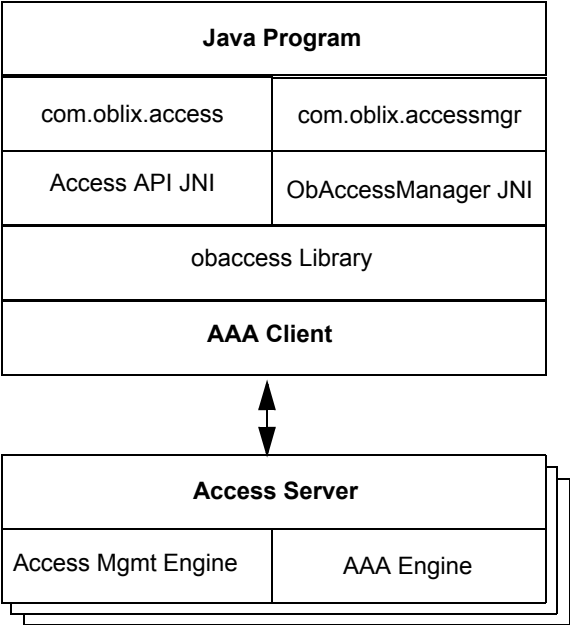 Java Program
com.oblix.access
com.oblix.accessmgr
Access API JNI
ObAccessManager JNI
obaccess Library
AAA Client
Access Server
Access Mgmt Engine
AAA Engine